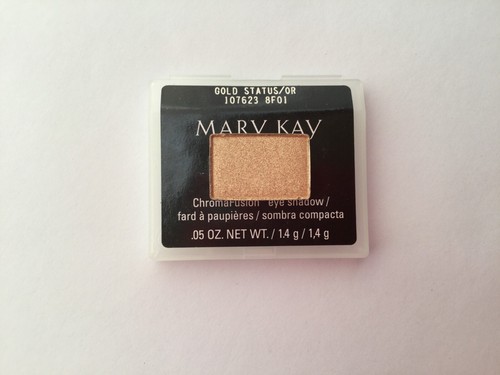 GOLD STATUS/OR
107623 8F01
MARY KAY
ChromaFusion eye shadow /
fard à paupières / sombra compacta
.05 OZ. NET WT. / 1.4 g / 1,4 g